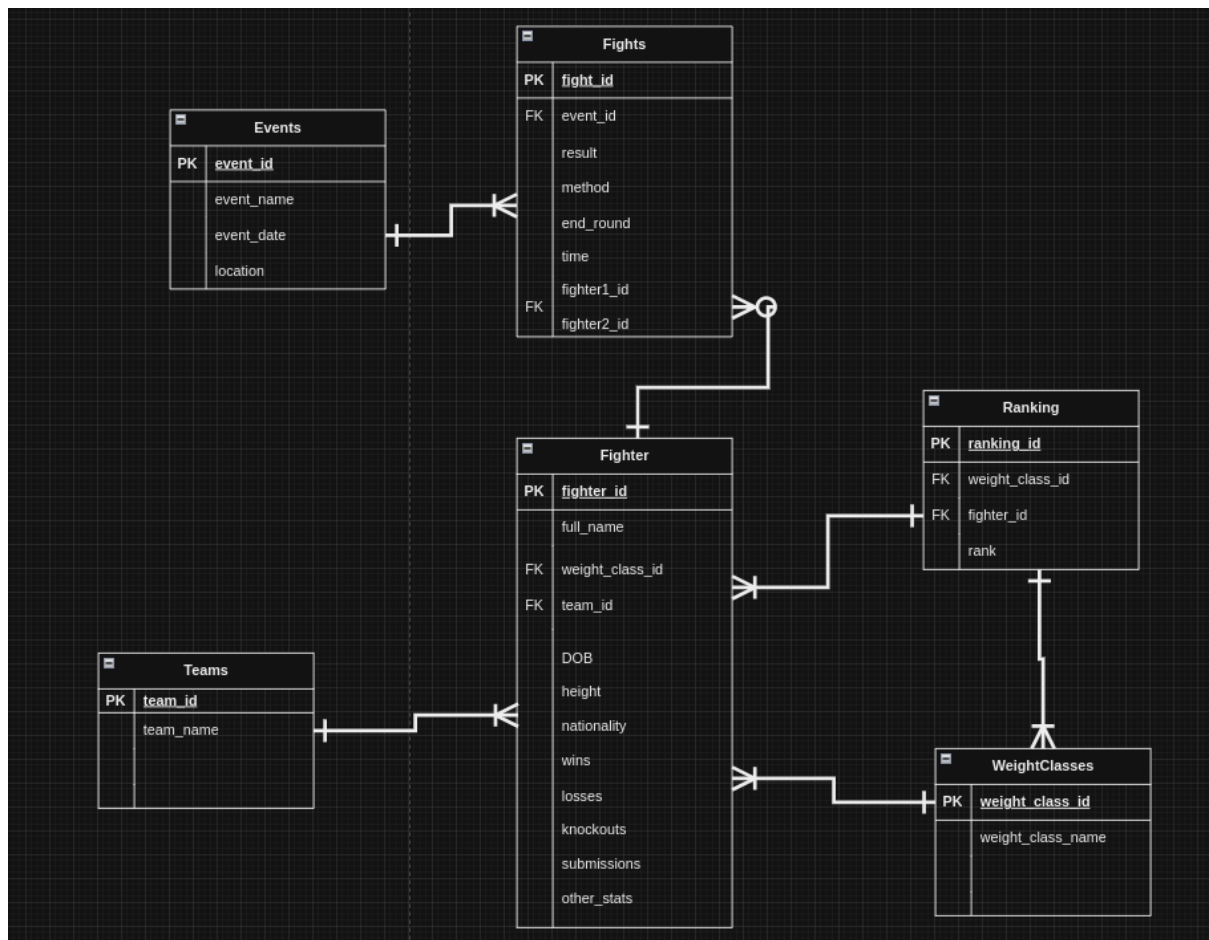 Fights
PK fight_id
FK event_id
result
method
end_round
time
fighter1_id
FK
fighter2_id
Events
PK event_id
event_name
event_date
location
Fighter
PK fighter_id
full_name
FK weight_class_id
FK team_id
DOB
height
nationality
wins
losses
knockouts
submissions
other_stats
Ranking
PK ranking_id
FK weight_class_id
FK fighter_id
rank
Teams
PK team_id
team_name
WeightClasses
PK weight_class_id
weight_class_name